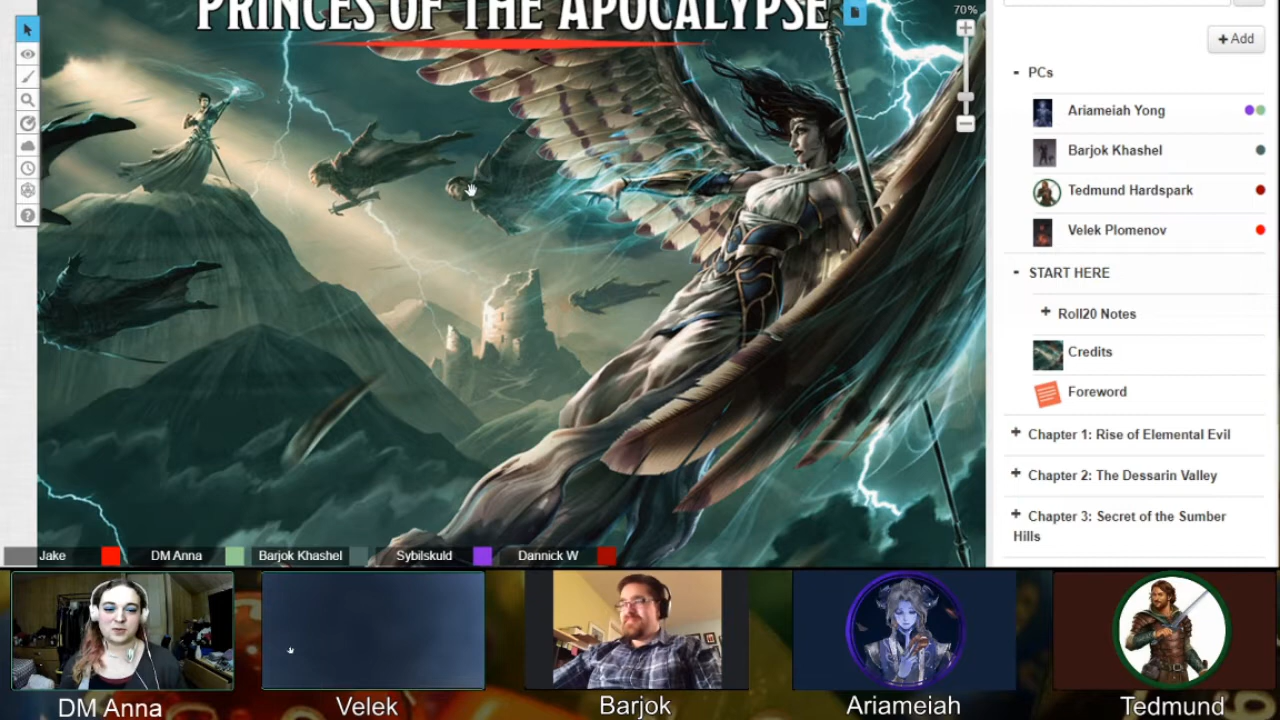 PRINCES OF THE APOCALYPSE
70%
+ Add
- PCs
Ariameiah Yong
Barjok Khashel
Tedmund Hardspark
Velek Plomenov
- START HERE
+ Roll20 Notes
Credits
Foreword
+ Chapter 1: Rise of Elemental Evil
+ Chapter 2: The Dessarin Valley
+ Chapter 3: Secret of the Sumber
Hills
Jake
DM Anna
Barjok Khashel
Sybilskuld
Dannick W
DM Anna
Velek
Barjok
Ariameiah
Tedmund